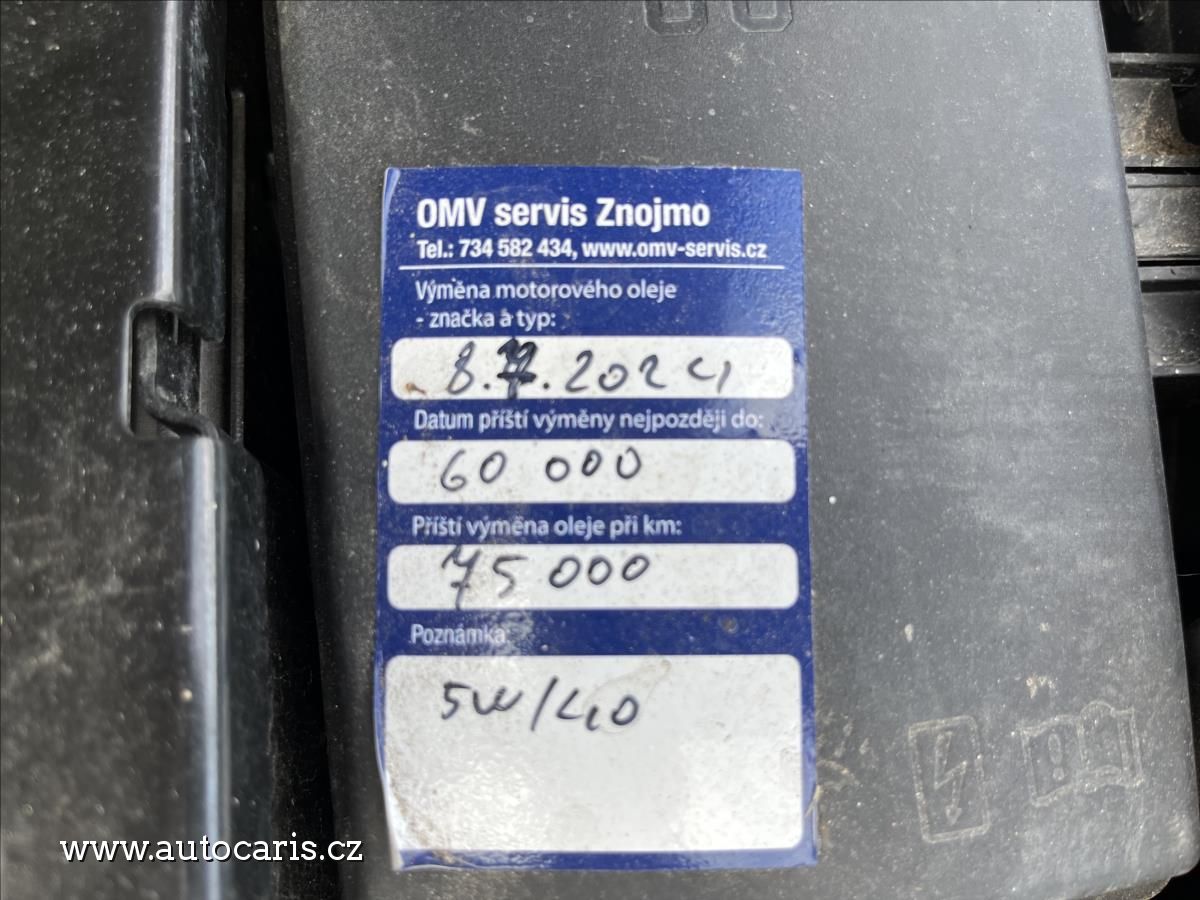 OMV servis Znojmo
Tel.: 734 582 434, www.omv-servis.cz
Výměna motorového oleje
- značka a typ:
8. .2024
Datum příští výměny nejpozději do:
60 000
Příští výměna oleje při km:
75 000
Poznámka
5W/40
www.autocaris.cz